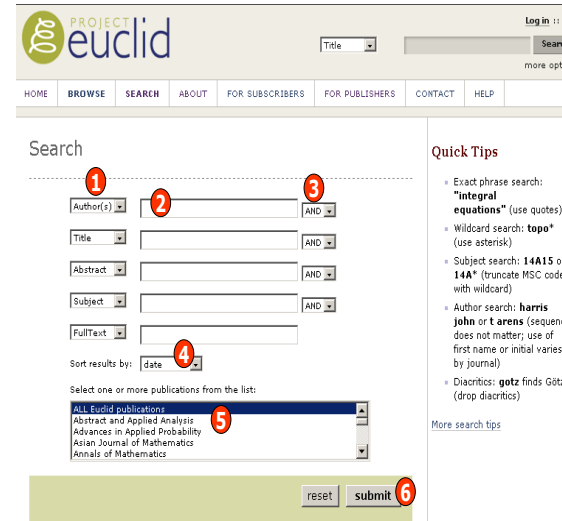 PROJECT
euclid
Log in ::
Title
more opt
HOME BROWSE SEARCH ABOUT FOR SUBSCRIBERS FOR PUBLISHERS CONTACT HELP
Search
1
Author(s) 2 3 AND
Title AND
Abstract AND
Subject AND
FullText
Sort results by: date 4
Select one or more publications from the list:
ALL Euclid publications
Abstract and Applied Analysis 5
Advances in Applied Probability
Asian Journal of Mathematics
Annals of Mathematics
reset submit 6
Quick Tips
Exact phrase search:
"integral
equations" (use quotes)
Wildcard search: topo*
(use asterisk)
Subject search: 14A15 o
14A* (truncate MSC code
with wildcard)
Author search: harris
john or t arens (sequen
does not matter; use of
first name or initial varies
by journal)
Diacritics: gotz finds Göt
(drop diacritics)
More search tips